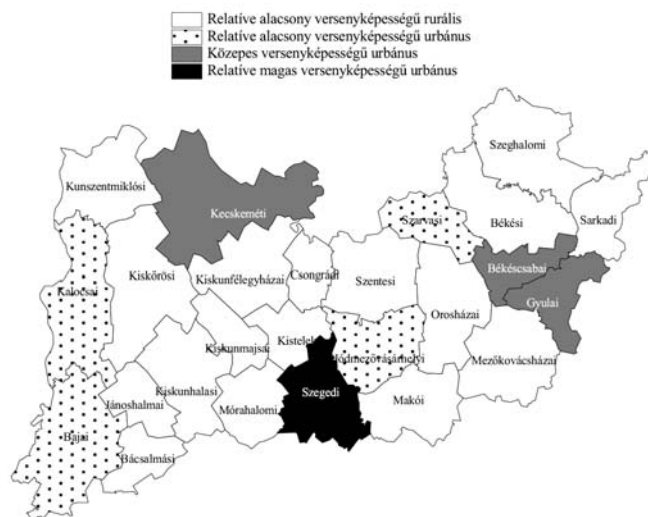 Relatíve alacsony versenyképességű rurális
Relatíve alacsony versenyképességű urbánus
Közepes versenyképességű urbánus
Relatíve magas versenyképességű urbánus
Szeghalomi
Kunszentmiklósi
Kecskeméti
Szarvasi
Békési
Sarkadi
Kalocsai
Kiskőrösi
Kiskunfélegyházai
Csongrádi
Szentesi
Békéscsabai
Gyulai
Orosházai
Kiskunmajsai
Kistelek
Hódmezővásárhelyi
Mezőkovácsházai
Jánoshalmai
Kiskunhalasi
Mórahalomi
Szegedi
Makói
Bajai
Bácsalmási